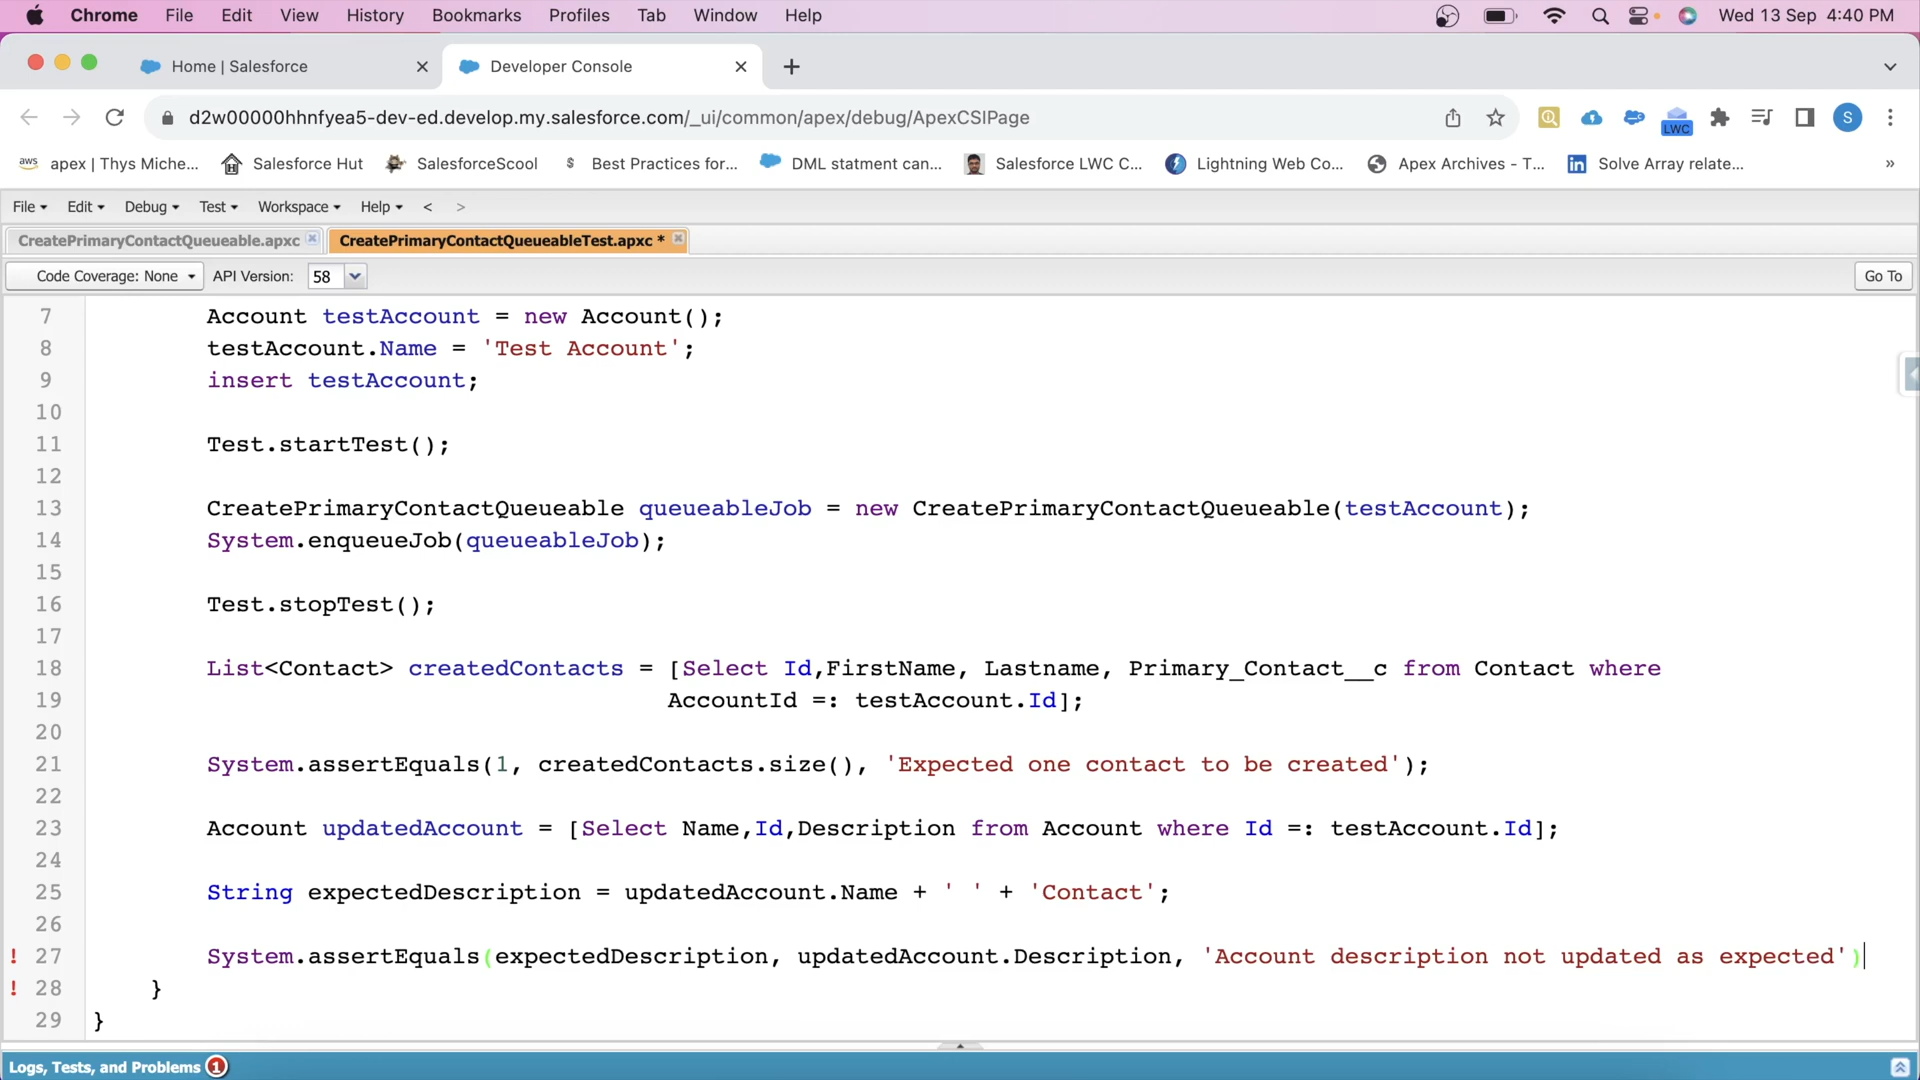 Chrome File Edit View History Bookmarks Profiles Tab Window Help Wed 13 Sep 4:40 PM
Home | Salesforce Developer Console
d2w00000hhnfyea5-dev-ed.develop.my.salesforce.com/_ui/common/apex/debug/ApexCSIPage LWC S
aws apex | Thys Miche... Salesforce Hut SalesforceScool Best Practices for... DML statment can... Salesforce LWC C... Lightning Web Co... Apex Archives - T... in Solve Array relate... »
File Edit Debug Test Workspace Help < >
CreatePrimaryContactQueueable.apxc CreatePrimaryContactQueueableTest.apxc *
Code Coverage: None API Version: 58 Go To
7 Account testAccount = new Account();
8 testAccount.Name = 'Test Account';
9 insert testAccount;
10
11 Test.startTest();
12
13 CreatePrimaryContactQueueable queueableJob = new CreatePrimaryContactQueueable(testAccount);
14 System.enqueueJob(queueableJob);
15
16 Test.stopTest();
17
18 List<Contact> createdContacts = [Select Id,FirstName, Lastname, Primary_Contact__c from Contact where
19 AccountId =: testAccount.Id];
20
21 System.assertEquals(1, createdContacts.size(), 'Expected one contact to be created');
22
23 Account updatedAccount = [Select Name,Id,Description from Account where Id =: testAccount.Id];
24
25 String expectedDescription = updatedAccount.Name + ' ' + 'Contact';
26
! 27 System.assertEquals(expectedDescription, updatedAccount.Description, 'Account description not updated as expected')
! 28 }
29 }
Logs, Tests, and Problems 1